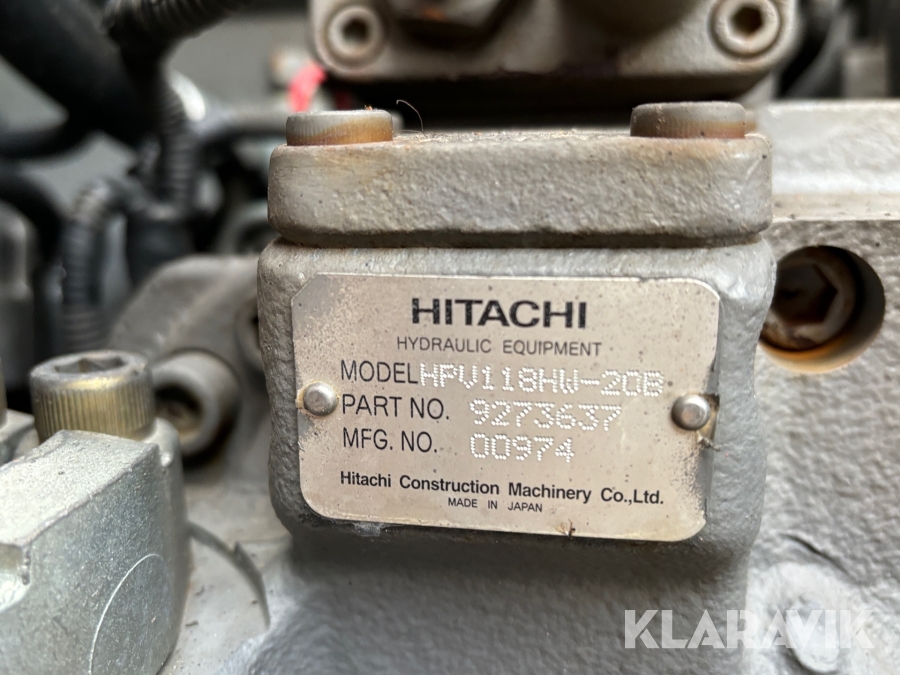 HITACHI
HYDRAULIC EQUIPMENT
MODEL HPV118HW-20B
PART NO. 9273637
MFG. NO. 00974
Hitachi Construction Machinery Co.,Ltd.
MADE IN JAPAN
KLARAVIK